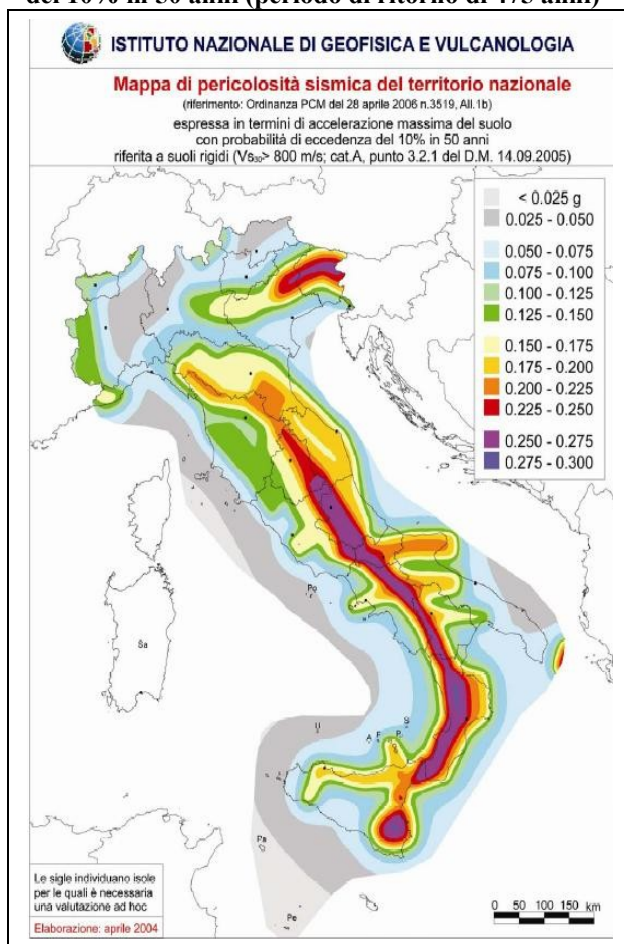 del 10% in 50 anni (periodo di ritorno di 475 anni)
ISTITUTO NAZIONALE DI GEOFISICA E VULCANOLOGIA
Mappa di pericolosità sismica del territorio nazionale
(riferimento: Ordinanza PCM del 28 aprile 2006 n.3519, All.1b)
espressa in termini di accelerazione massima del suolo
con probabilità di eccedenza del 10% in 50 anni
riferita a suoli rigidi (Vs30> 800 m/s; cat.A, punto 3.2.1 del D.M. 14.09.2005)
< 0.025 g
0.025 - 0.050
0.050 - 0.075
0.075 - 0.100
0.100 - 0.125
0.125 - 0.150
0.150 - 0.175
0.175 - 0.200
0.200 - 0.225
0.225 - 0.250
0.250 - 0.275
0.275 - 0.300
Po
Sa
U
A
F
P
S
Pa
Pe
Le sigle individuano isole
per le quali è necessaria
una valutazione ad hoc
Elaborazione: aprile 2004
0 50 100 150 km